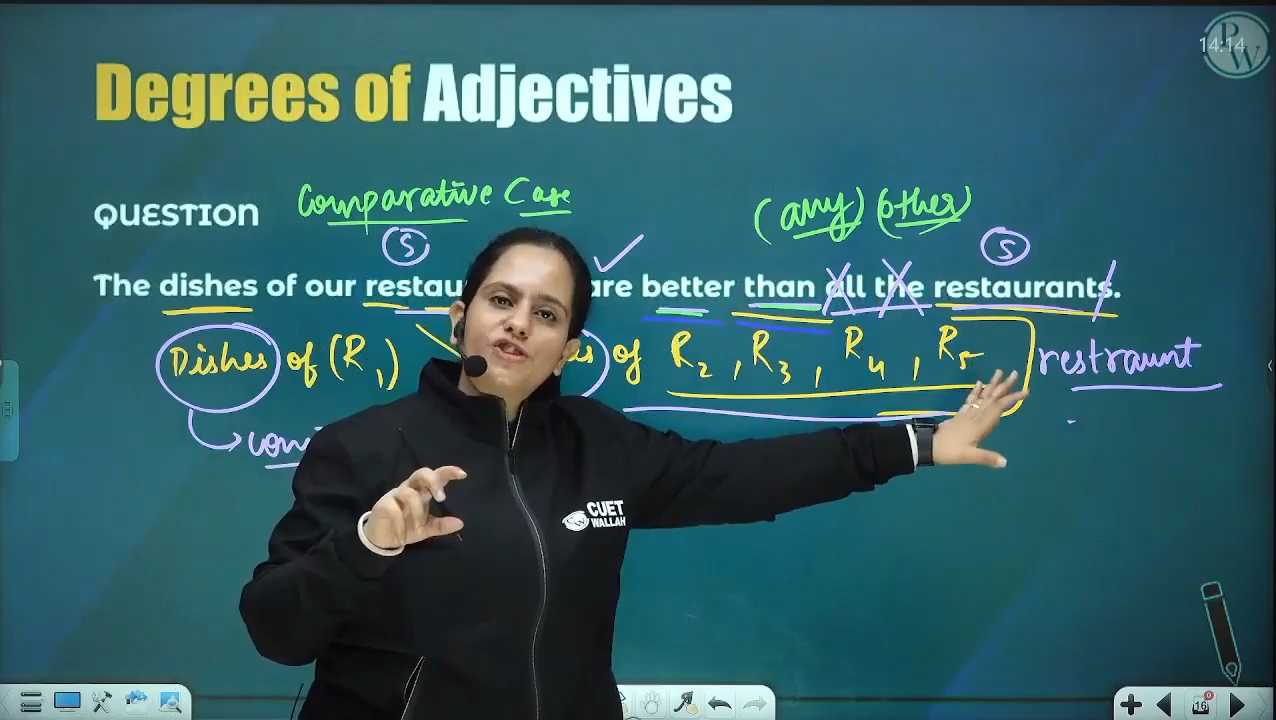 14:14
PW
Degrees of Adjectives
Comparative Case
(any) (other)
QUESTION
S
S
The dishes of our are better than all the restaurants.
Dishes of (R1) of R2, R3, R4, R5 restraunt
CUET
WALLAH
16